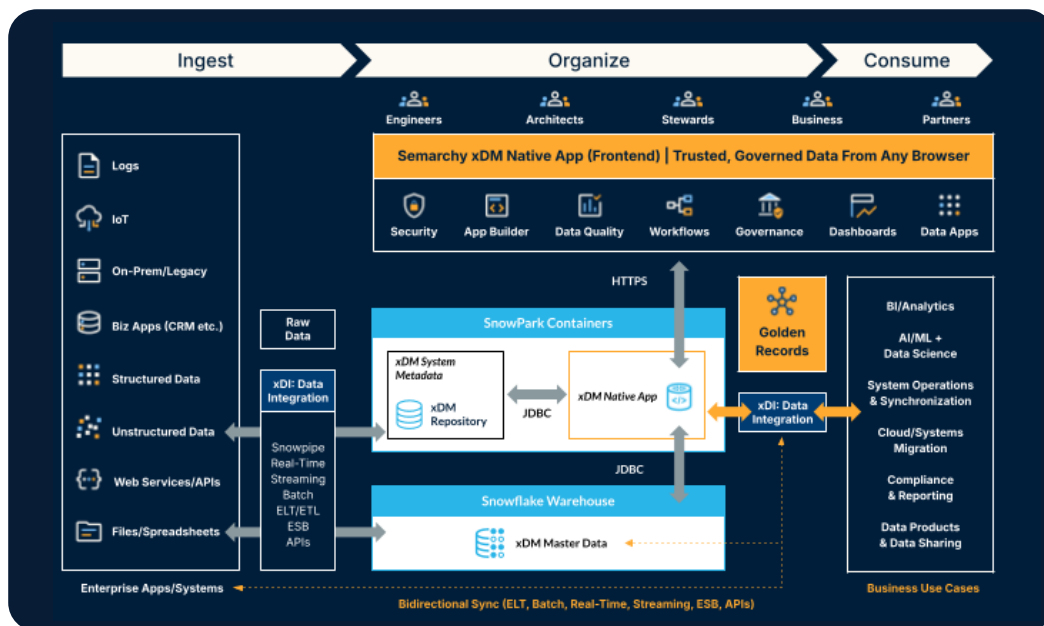 Ingest
Organize
Consume
Engineers
Architects
Stewards
Business
Partners
Semarchy xDM Native App (Frontend) | Trusted, Governed Data From Any Browser
Security
App Builder
Data Quality
Workflows
Governance
Dashboards
Data Apps
Logs
IoT
On-Prem/Legacy
Biz Apps (CRM etc.)
Structured Data
Unstructured Data
Web Services/APIs
Files/Spreadsheets
Enterprise Apps/Systems
Raw
Data
xDI: Data
Integration
Snowpipe
Real-Time
Streaming
Batch
ELT/ETL
ESB
APIs
HTTPS
SnowPark Containers
xDM System
Metadata
xDM
Repository
JDBC
xDM Native App
JDBC
Snowflake Warehouse
xDM Master Data
Golden
Records
xDI: Data
Integration
BI/Analytics
AI/ML +
Data Science
System Operations
& Synchronization
Cloud/Systems
Migration
Compliance
& Reporting
Data Products
& Data Sharing
Business Use Cases
Bidirectional Sync (ELT, Batch, Real-Time, Streaming, ESB, APIs)